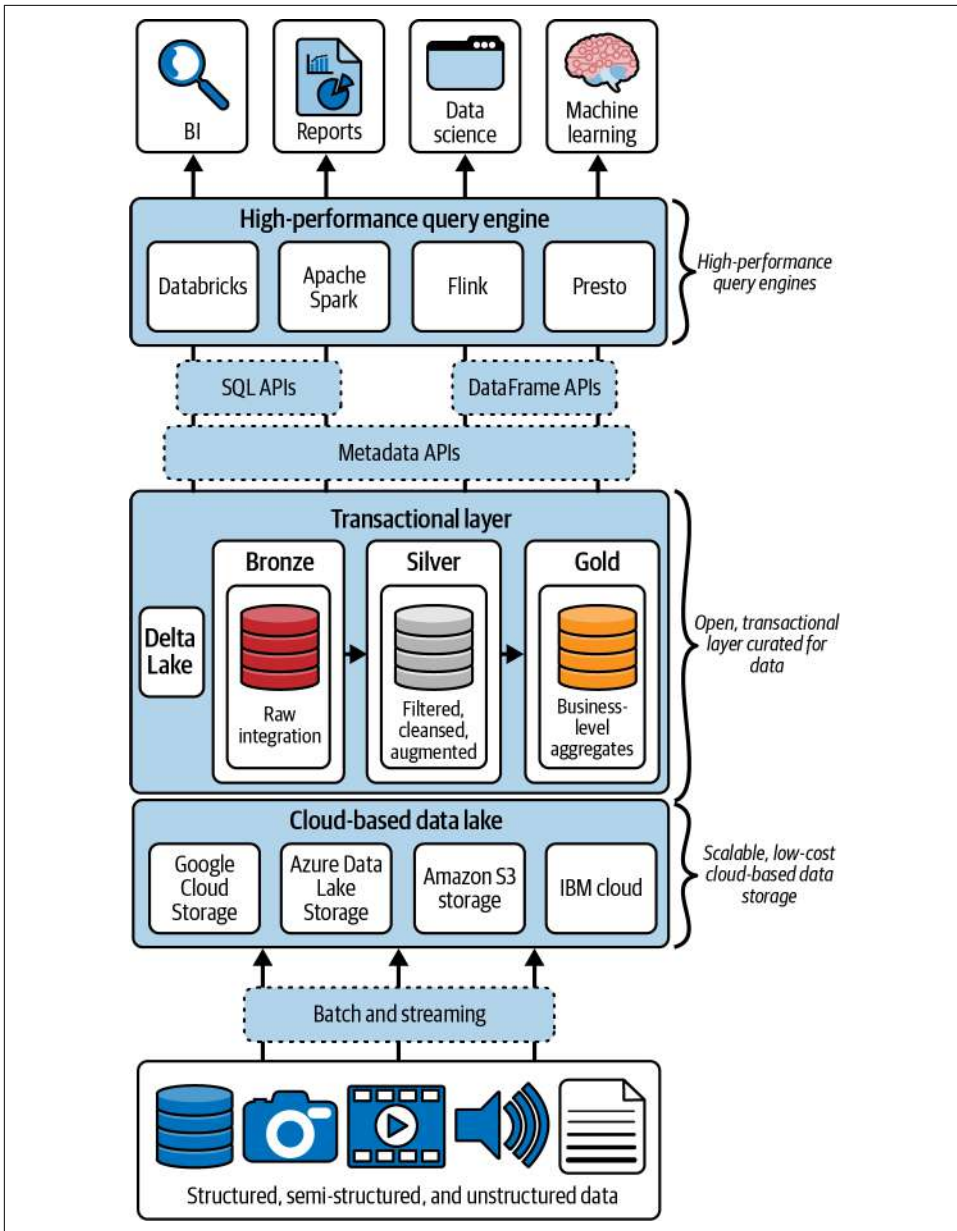 BI
Reports
Data
science
Machine
learning
High-performance query engine
Databricks
Apache
Spark
Flink
Presto
High-performance
query engines
SQL APIs
DataFrame APIs
Metadata APIs
Transactional layer
Delta
Lake
Bronze
Raw
integration
Silver
Filtered,
cleansed,
augmented
Gold
Business-
level
aggregates
Open, transactional
layer curated for
data
Cloud-based data lake
Google
Cloud
Storage
Azure Data
Lake
Storage
Amazon S3
storage
IBM cloud
Scalable, low-cost
cloud-based data
storage
Batch and streaming
Structured, semi-structured, and unstructured data